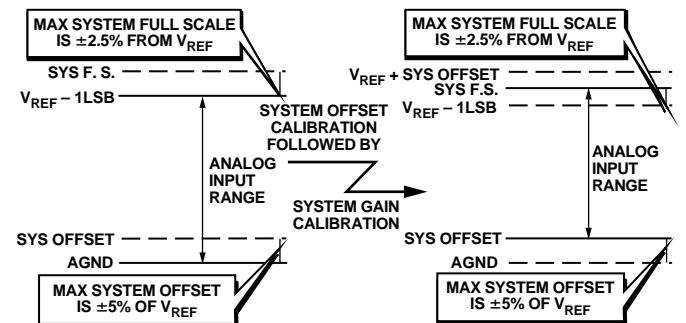 MAX SYSTEM FULL SCALE
IS ±2.5% FROM VREF
SYS F. S.
VREF – 1LSB
ANALOG
INPUT
RANGE
SYS OFFSET
AGND
MAX SYSTEM OFFSET
IS ±5% OF VREF
SYSTEM OFFSET
CALIBRATION
FOLLOWED BY
SYSTEM GAIN
CALIBRATION
MAX SYSTEM FULL SCALE
IS ±2.5% FROM VREF
VREF + SYS OFFSET
SYS F.S.
VREF – 1LSB
ANALOG
INPUT
RANGE
SYS OFFSET
AGND
MAX SYSTEM OFFSET
IS ±5% OF VREF